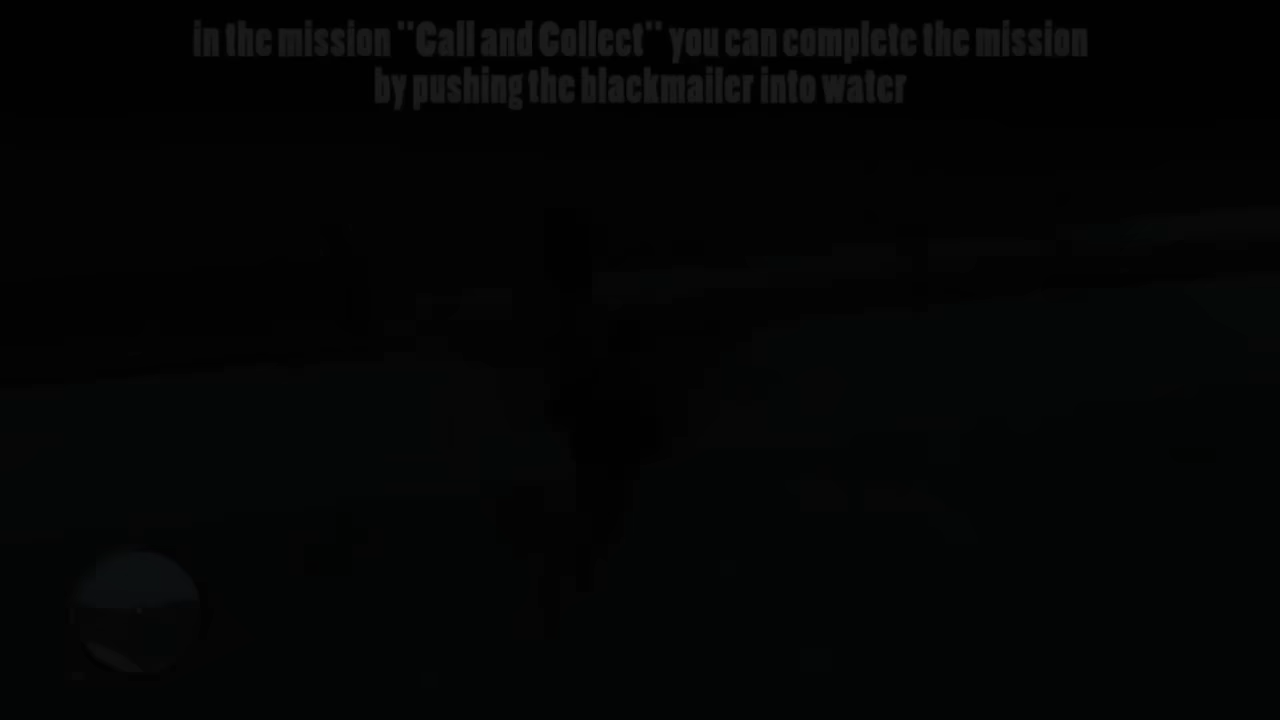 in the mission ¨Call and Collect¨ you can complete the mission
by pushing the blackmailer into water